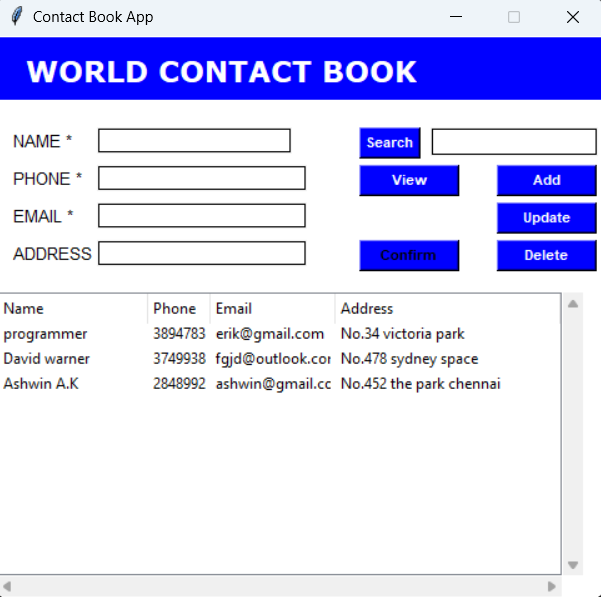 Contact Book App
WORLD CONTACT BOOK
NAME * Search
PHONE * View Add
EMAIL * Update
ADDRESS Confirm Delete
Name Phone Email Address
programmer 3894783 erik@gmail.com No.34 victoria park
David warner 3749938 fgjd@outlook.cor No.478 sydney space
Ashwin A.K 2848992 ashwin@gmail.cc No.452 the park chennai